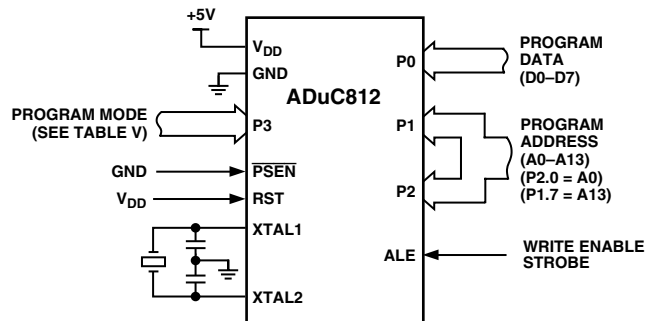 +5V
VDD
GND
ADuC812
P0
PROGRAM
DATA
(D0–D7)
PROGRAM MODE
(SEE TABLE V)
P3
P1
PROGRAM
ADDRESS
(A0–A13)
(P2.0 = A0)
(P1.7 = A13)
GND
PSEN
P2
VDD
RST
XTAL1
ALE
WRITE ENABLE
STROBE
XTAL2